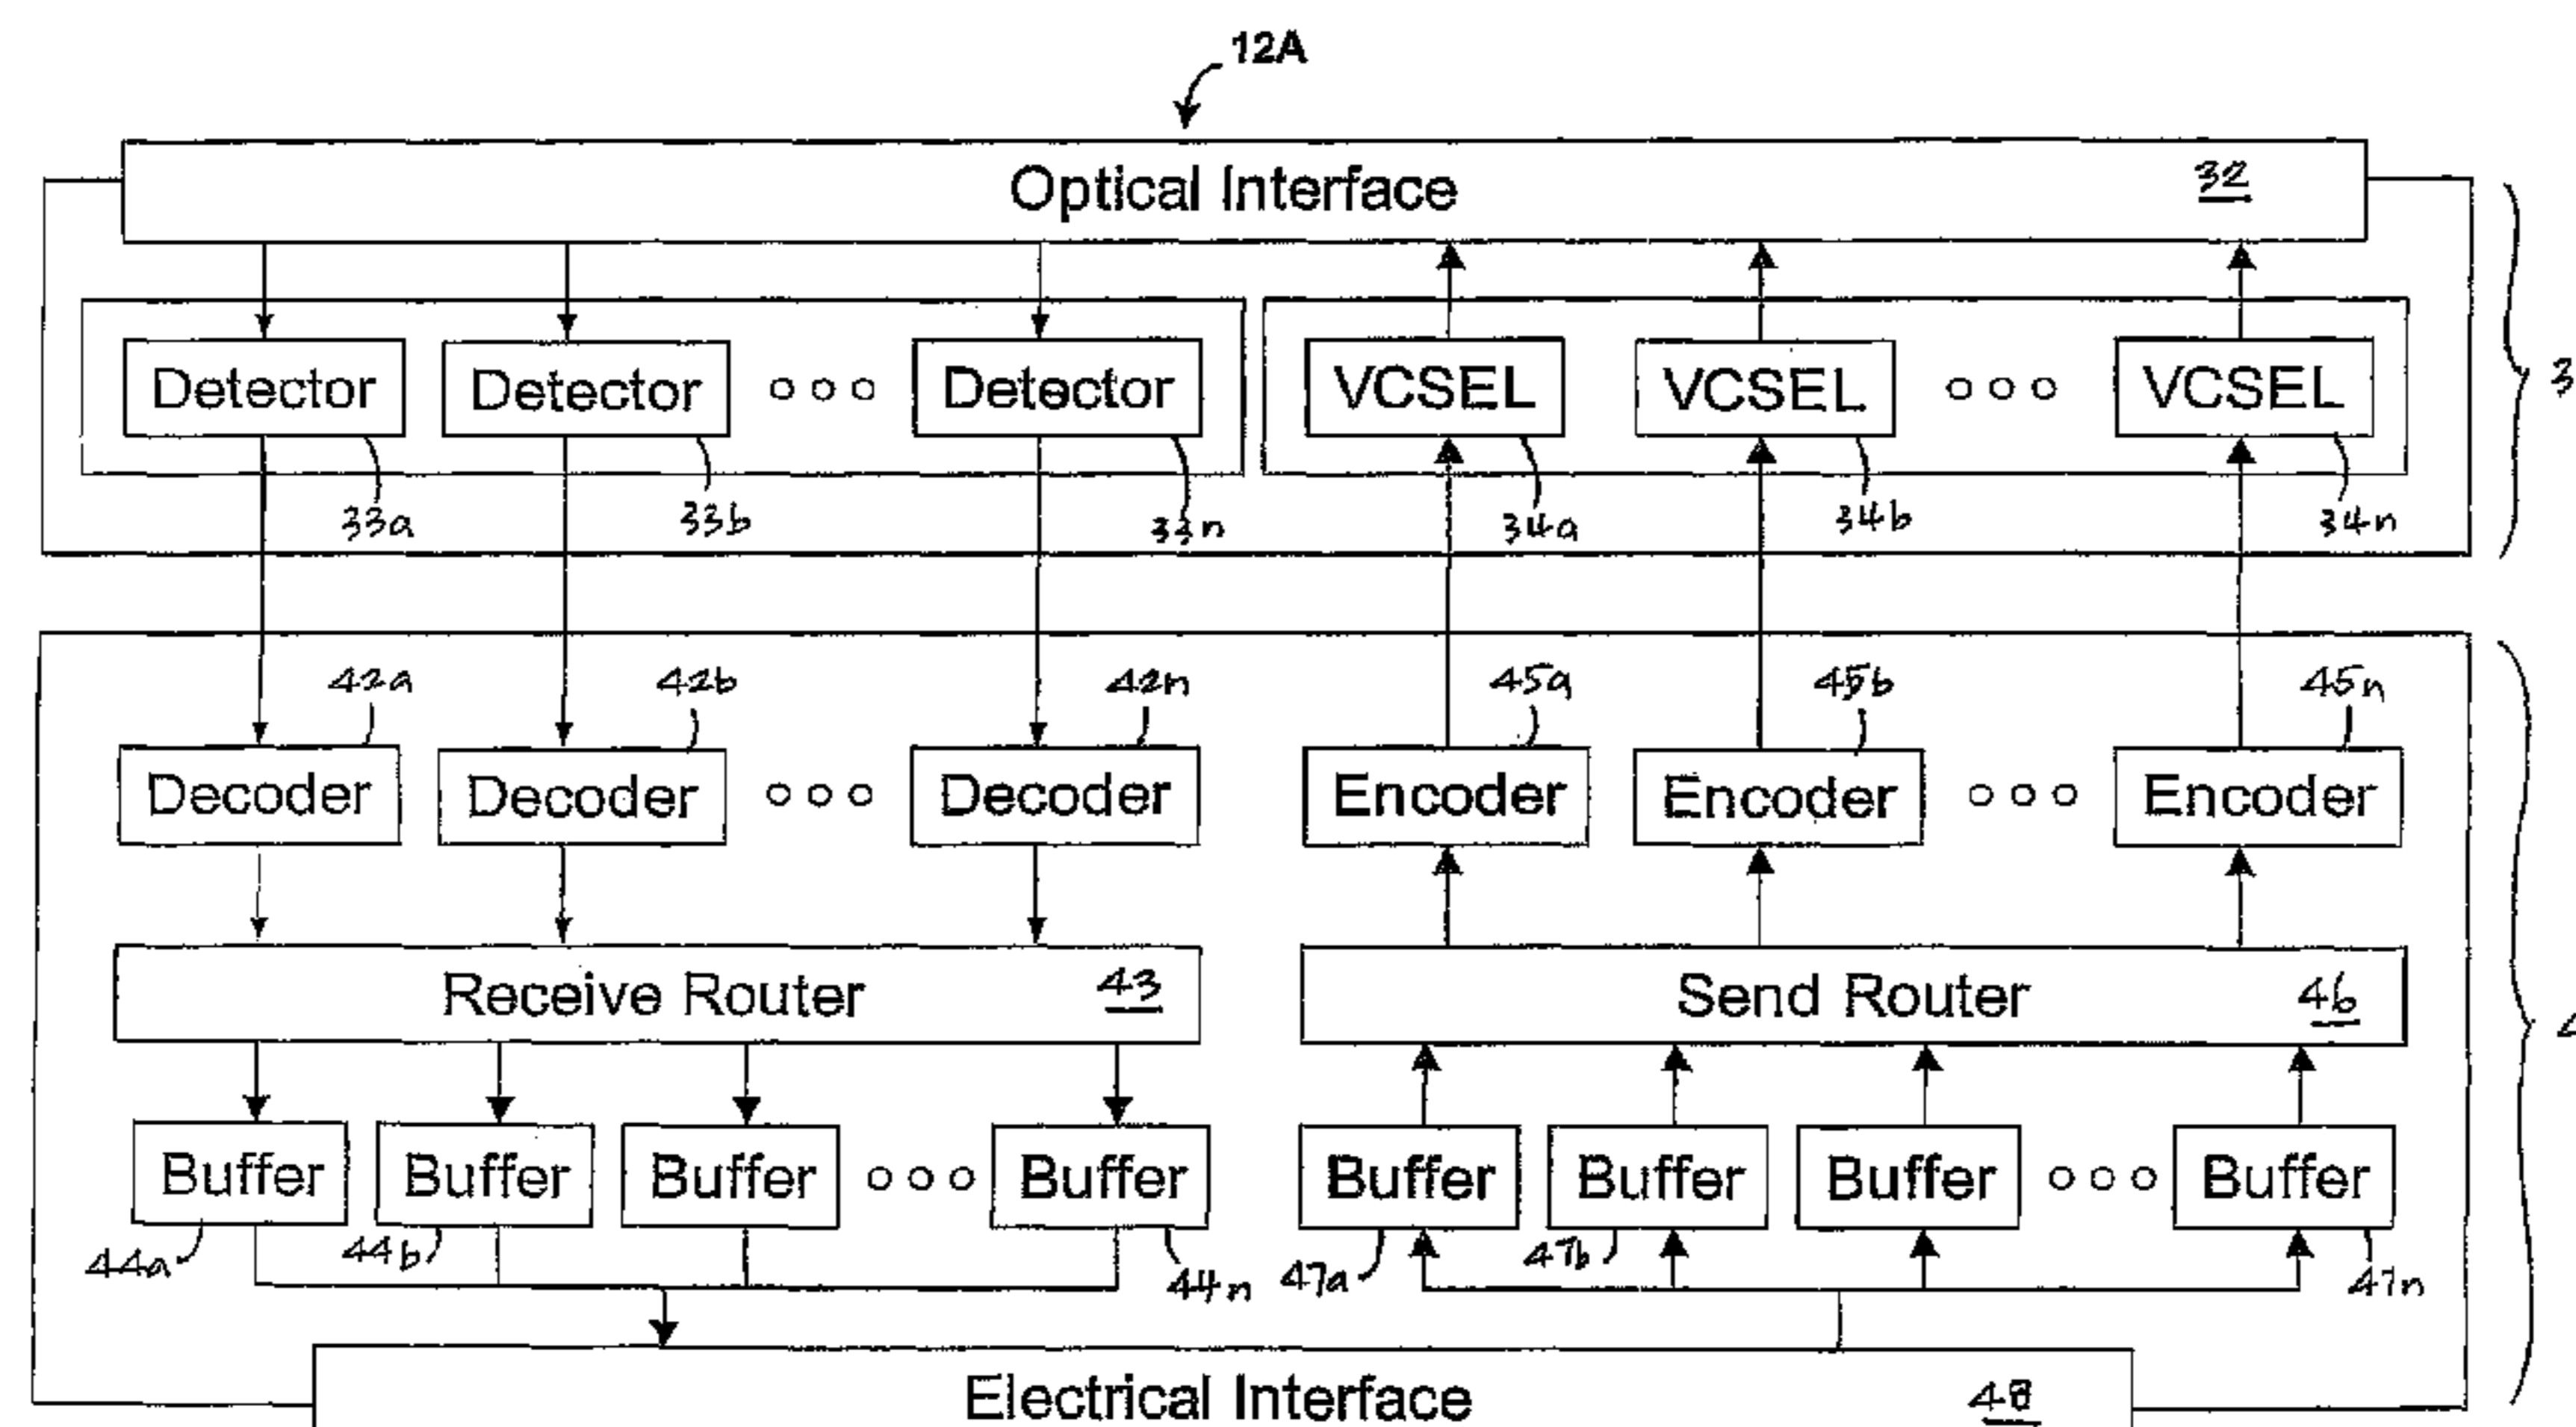 12A
Optical Interface 32
Detector Detector Detector VCSEL VCSEL VCSEL
33a 33b 33n 34a 34b 34n
3
42a 42b 42n 45a 45b 45n
Decoder Decoder Decoder Encoder Encoder Encoder
Receive Router 43 Send Router 46
4
Buffer Buffer Buffer Buffer Buffer Buffer Buffer Buffer
44a 44b 44n 47a 47b 47n
Electrical Interface 48